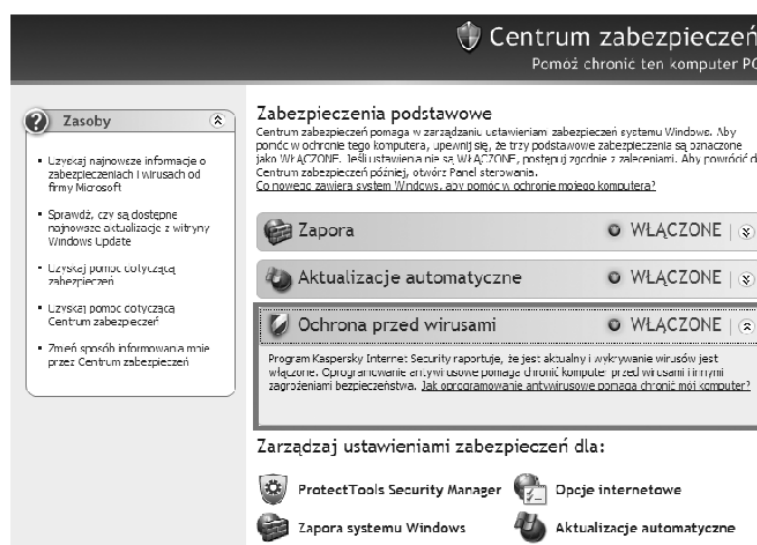 Centrum zabezpieczeń
Pomóż chronić ten komputer PC
Zasoby
Uzyskaj najnowsze informacje o
zabezpieczeniach i wirusach od
firmy Microsoft
Sprawdź, czy są dostępne
najnowsze aktualizacje z witryny
Windows Update
Uzyskaj pomoc dotyczącą
zabezpieczeń
Uzyskaj pomoc dotyczącą
Centrum zabezpieczeń
Zmień sposób informowania mnie
przez Centrum zabezpieczeń
Zabezpieczenia podstawowe
Centrum zabezpieczeń pomaga w zarządzaniu ustawieniami zabezpieczeń systemu Windows. Aby
pomóc w ochronie tego komputera, upewnij się, że trzy podstawowe zabezpieczenia są oznaczone
jako WŁĄCZONE. Jeśli ustawienia nie są WŁĄCZONE, postępuj zgodnie z zaleceniami. Aby powrócić d
Centrum zabezpieczeń później, otwórz Panel sterowania.
Co nowego zawiera system Windows, aby pomóc w ochronie mojego komputera?
Zapora WŁĄCZONE
Aktualizacje automatyczne WŁĄCZONE
Ochrona przed wirusami WŁĄCZONE
Program Kaspersky Internet Security raportuje, że jest aktualny i wykrywanie wirusów jest
włączone. Oprogramowanie antywirusowe pomaga chronić komputer przed wirusami i innymi
zagrożeniami bezpieczeństwa. Jak oprogramowanie antywirusowe pomaga chronić mój komputer?
Zarządzaj ustawieniami zabezpieczeń dla:
ProtectTools Security Manager Opcje internetowe
Zapora systemu Windows Aktualizacje automatyczne